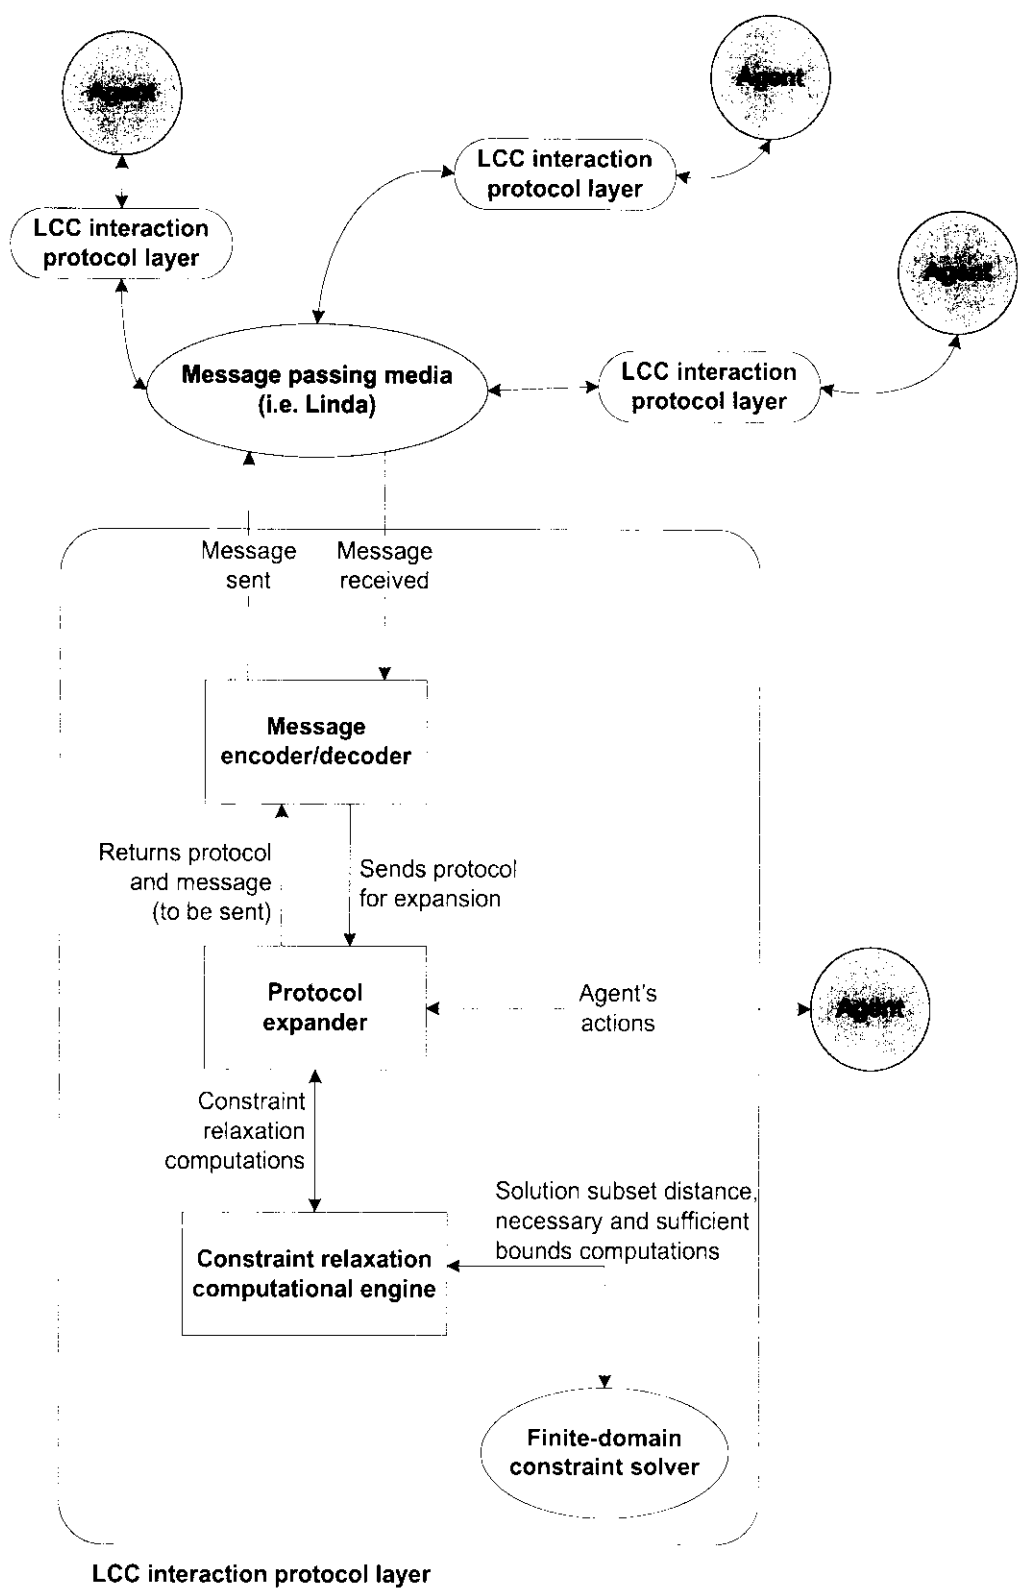 Agent
Agent
LCC interaction
protocol layer
LCC interaction
protocol layer
Agent
Message passing media
(i.e. Linda)
LCC interaction
protocol layer
Message
sent
Message
received
Message
encoder/decoder
Returns protocol
and message
(to be sent)
Sends protocol
for expansion
Protocol
expander
Agent's
actions
Agent
Constraint
relaxation
computations
Solution subset distance,
necessary and sufficient
bounds computations
Constraint relaxation
computational engine
Finite-domain
constraint solver
LCC interaction protocol layer